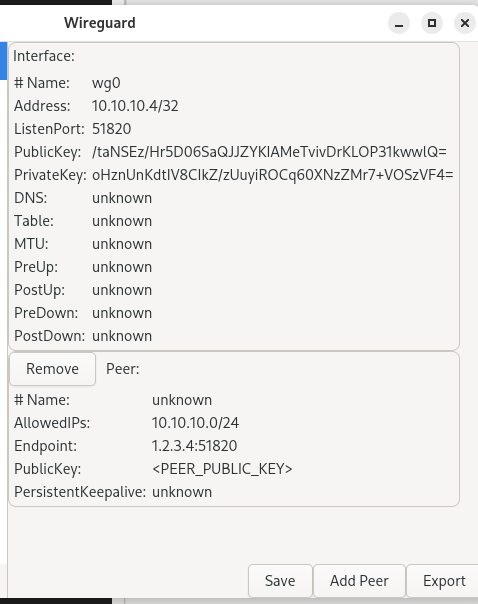 Wireguard
Interface:
# Name: wg0
Address: 10.10.10.4/32
ListenPort: 51820
PublicKey: /taNSEz/Hr5D06SaQJJZYKIAMeTvivDrKLOP31kwwlQ=
PrivateKey: oHznUnKdtIV8CIkZ/zUuyiROCq60XNzZMr7+VOSzVF4=
DNS: unknown
Table: unknown
MTU: unknown
PreUp: unknown
PostUp: unknown
PreDown: unknown
PostDown: unknown
Remove Peer:
# Name: unknown
AllowedIPs: 10.10.10.0/24
Endpoint: 1.2.3.4:51820
PublicKey: <PEER_PUBLIC_KEY>
PersistentKeepalive: unknown
Save Add Peer Export